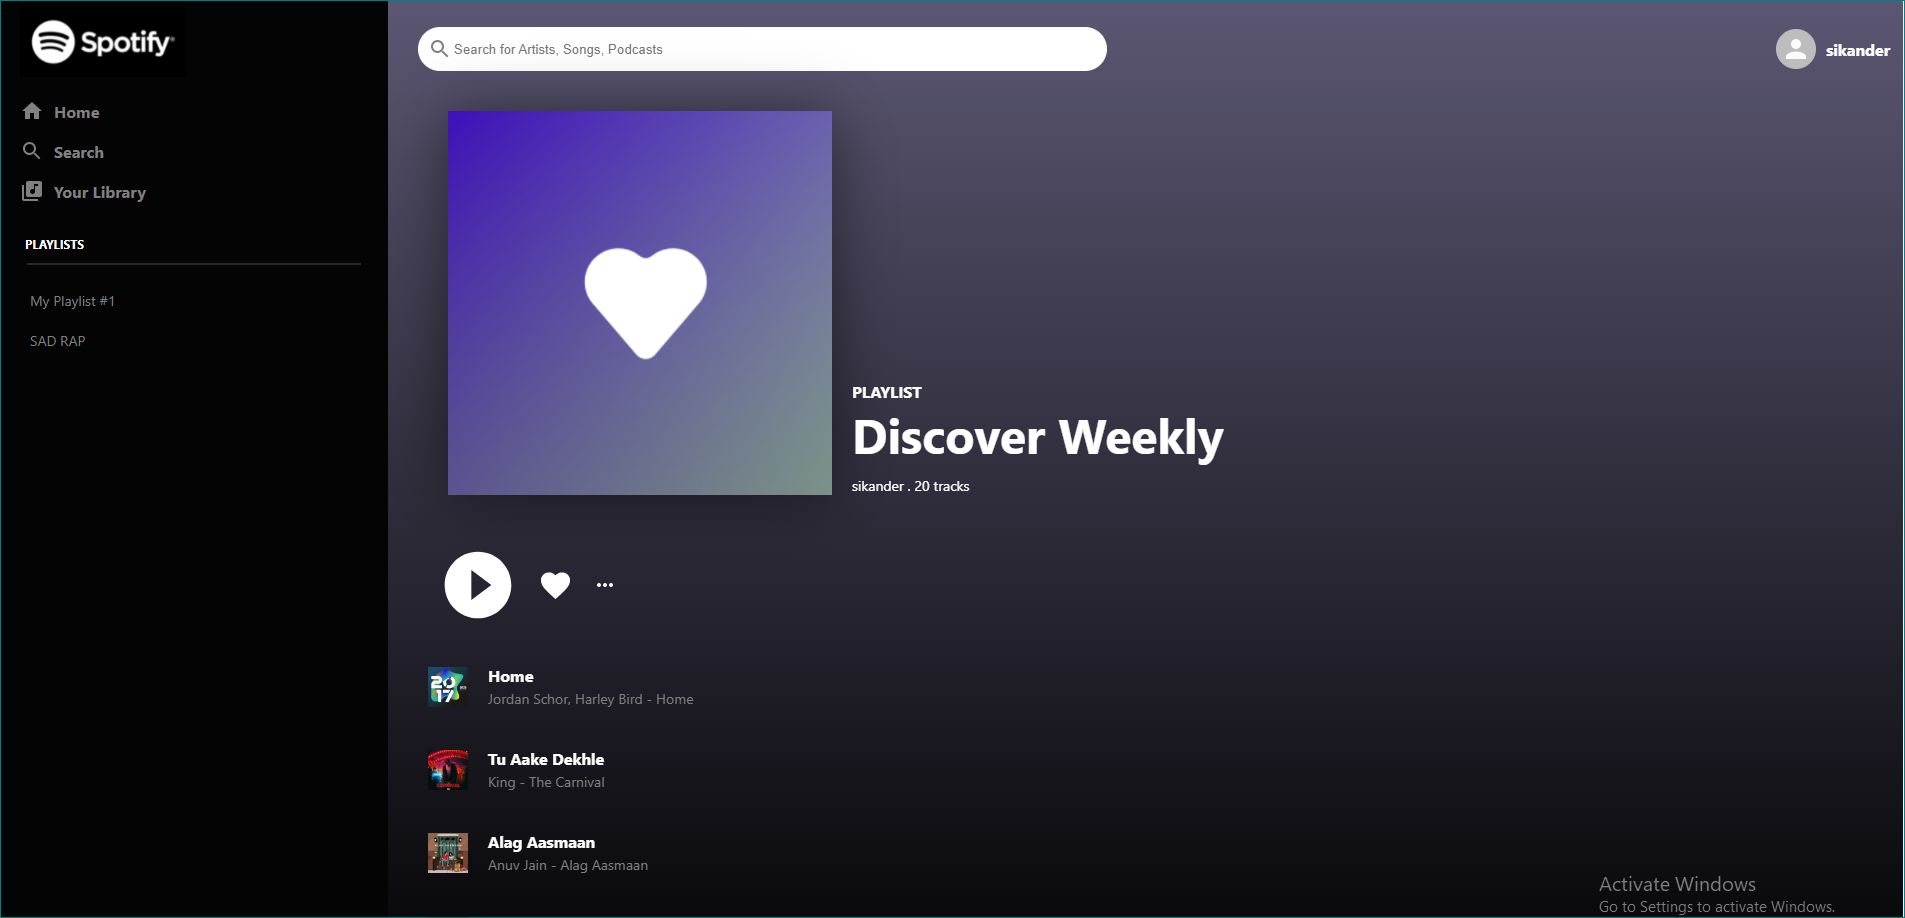 Spotify
Home
Search
Your Library
PLAYLISTS
My Playlist #1
SAD RAP
Search for Artists, Songs, Podcasts
sikander
PLAYLIST
Discover Weekly
sikander . 20 tracks
2017
Home
Jordan Schor, Harley Bird - Home
Tu Aake Dekhle
King - The Carnival
Alag Aasmaan
Anuv Jain - Alag Aasmaan
Activate Windows
Go to Settings to activate Windows.